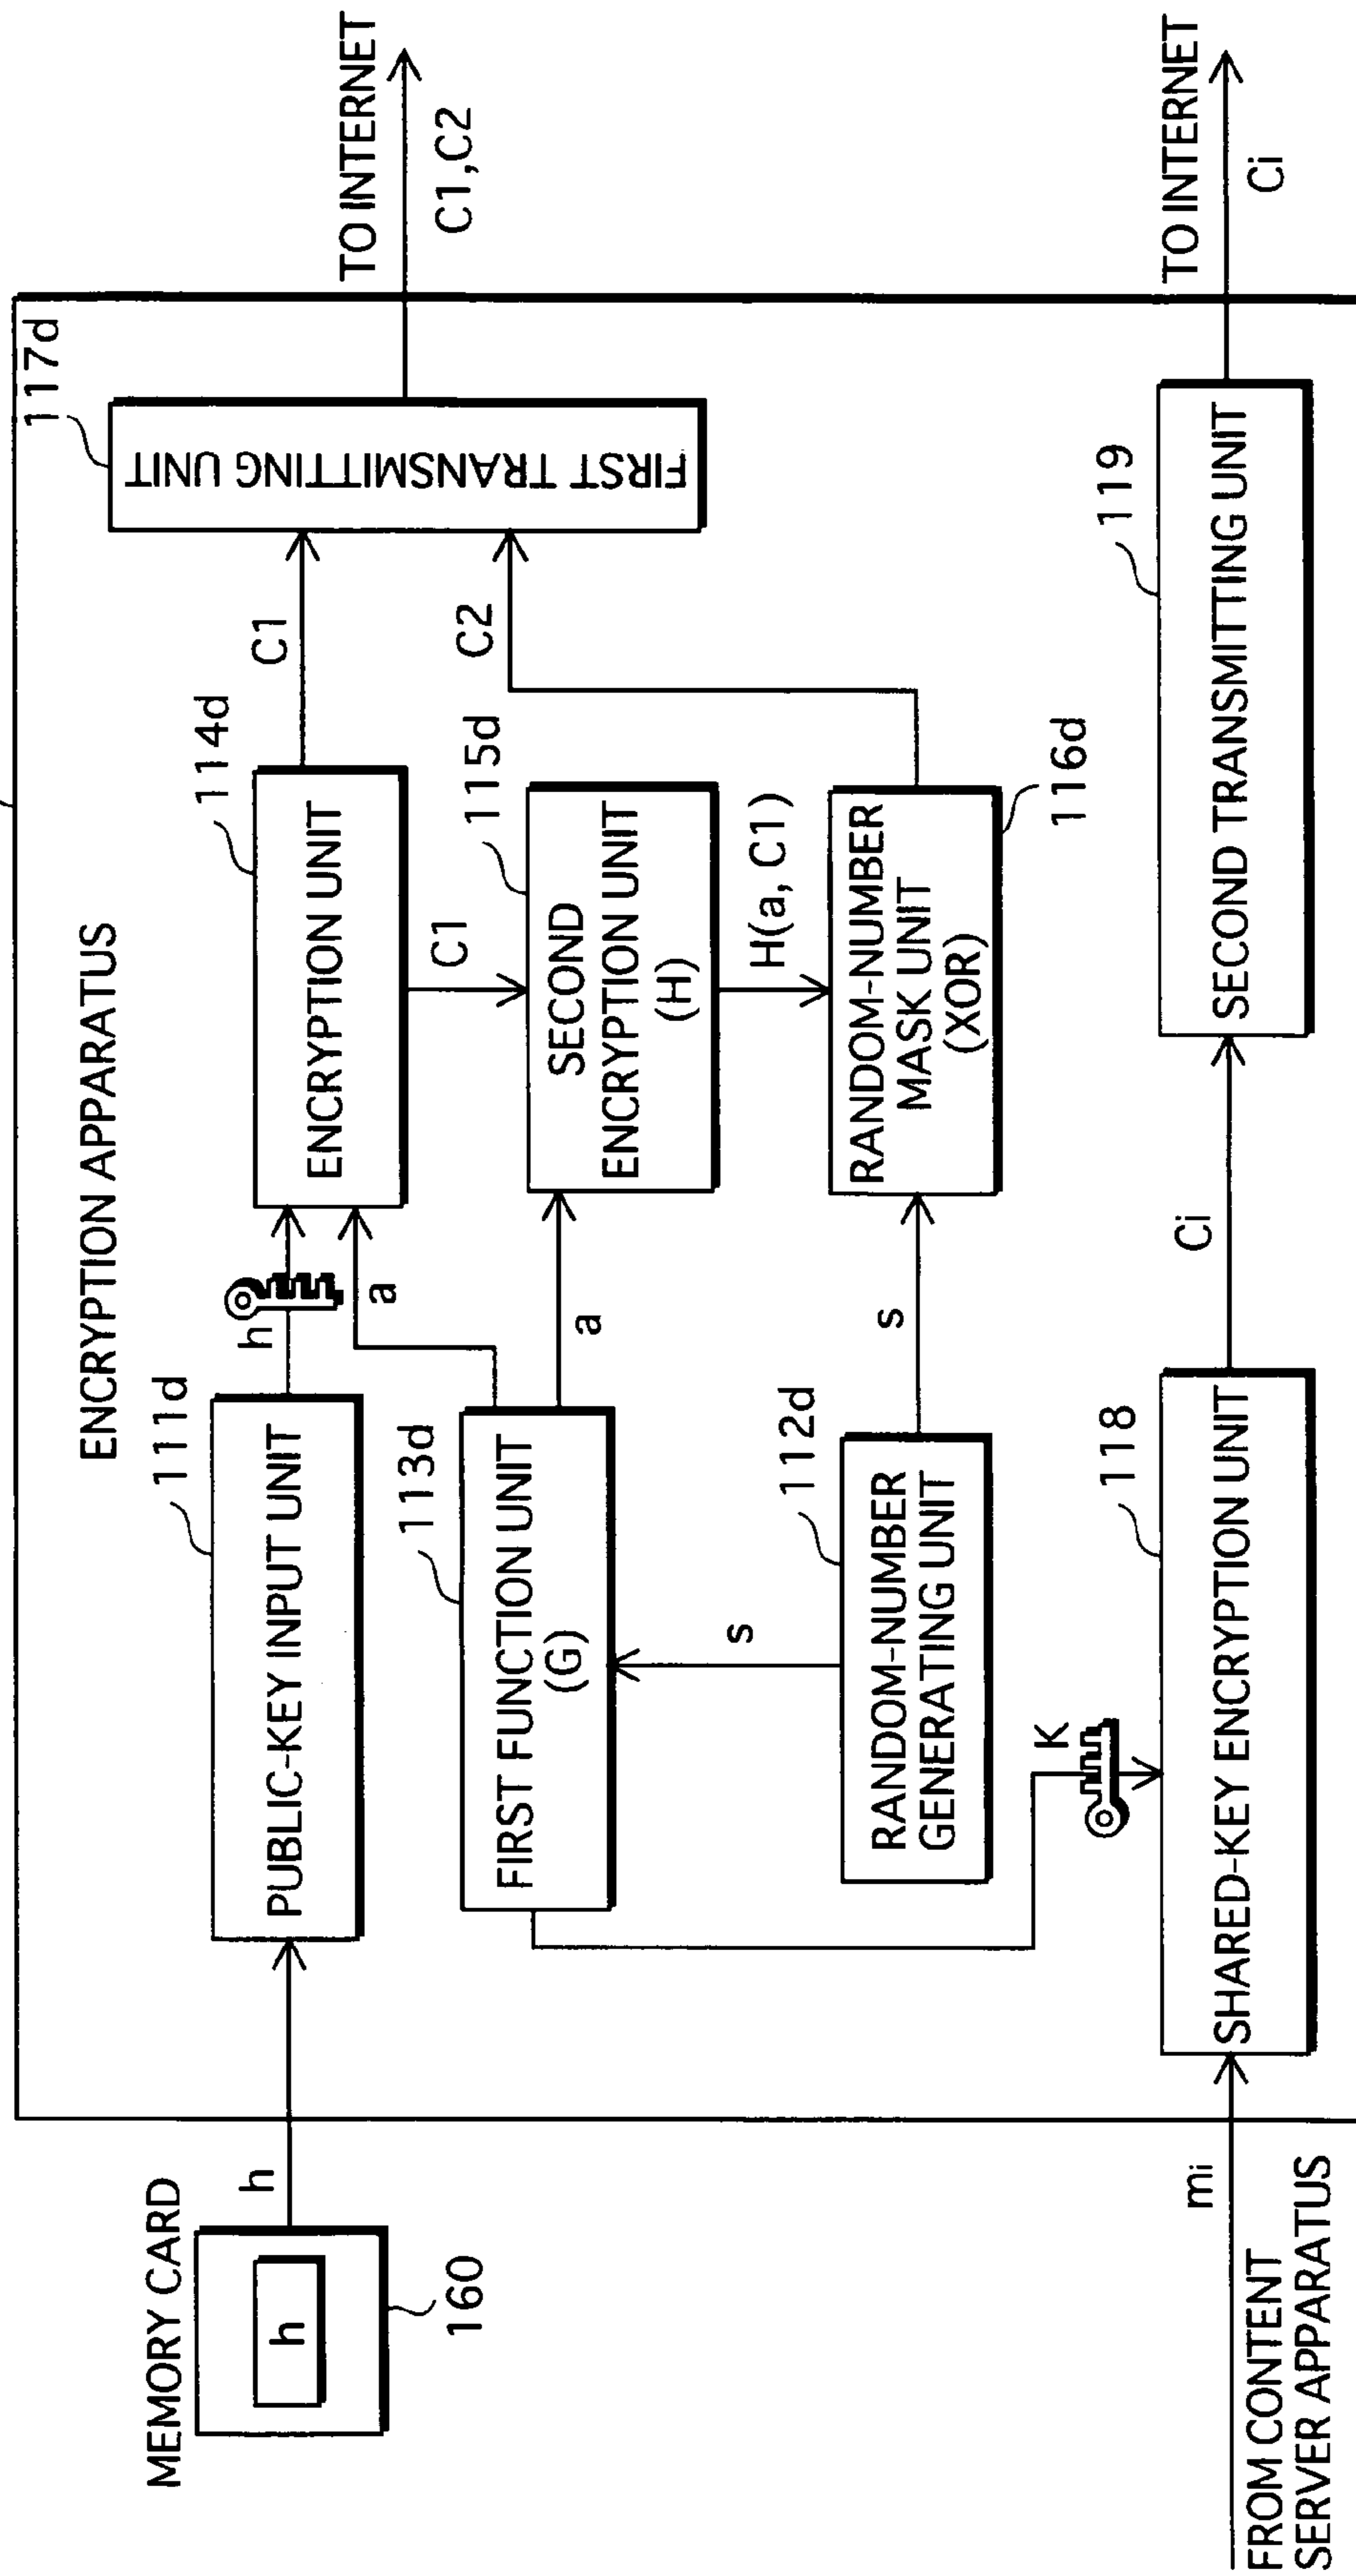 ENCRYPTION APPARATUS
MEMORY CARD
h
160
h
PUBLIC-KEY INPUT UNIT
111d
h
a
ENCRYPTION UNIT
114d
C1
FIRST TRANSMITTING UNIT
117d
TO INTERNET
C1,C2
FIRST FUNCTION UNIT
(G)
113d
a
C1
SECOND
ENCRYPTION UNIT
(H)
115d
C2
s
H(a, C1)
RANDOM-NUMBER
GENERATING UNIT
112d
s
RANDOM-NUMBER
MASK UNIT
(XOR)
116d
K
FROM CONTENT
SERVER APPARATUS
mi
SHARED-KEY ENCRYPTION UNIT
118
Ci
SECOND TRANSMITTING UNIT
119
TO INTERNET
Ci